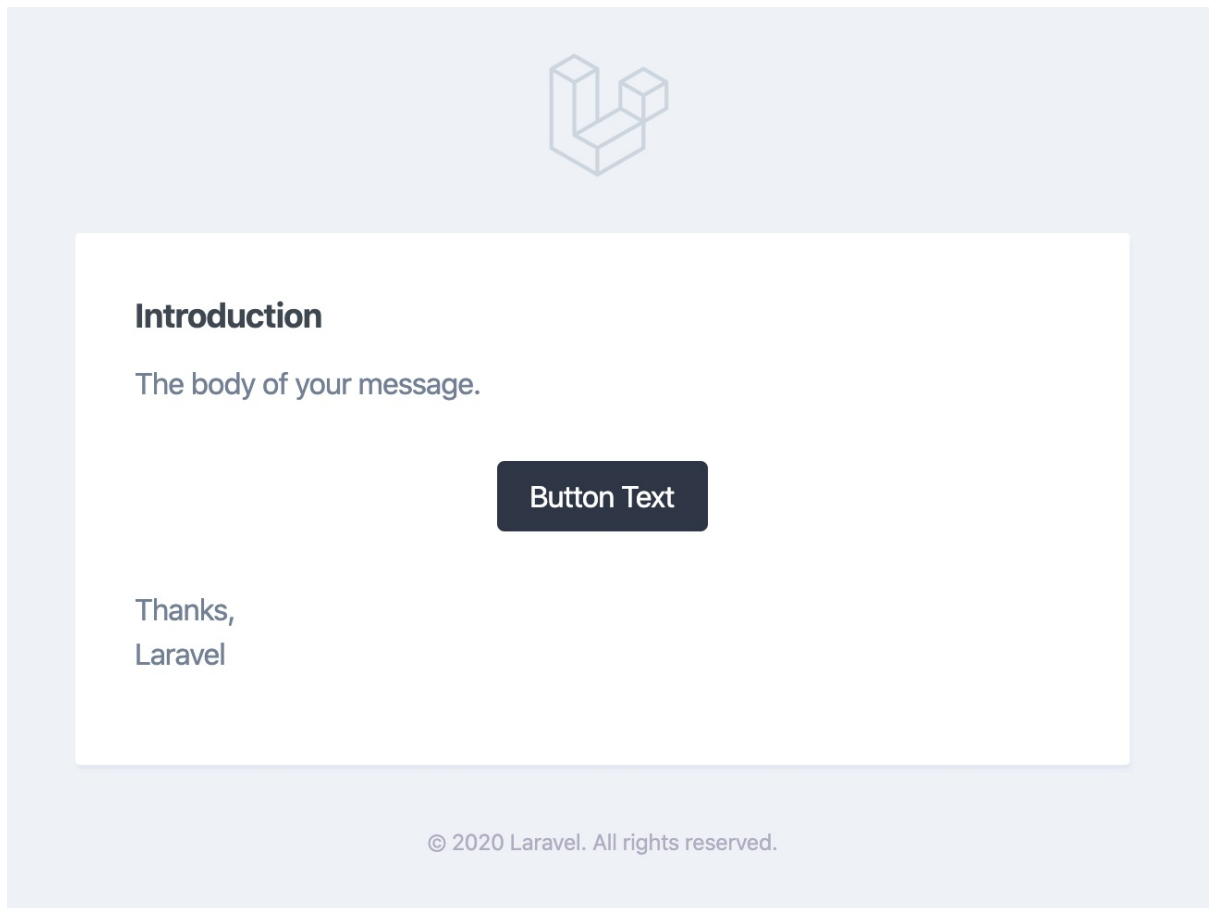 Introduction
The body of your message.
Button Text
Thanks,
Laravel
© 2020 Laravel. All rights reserved.